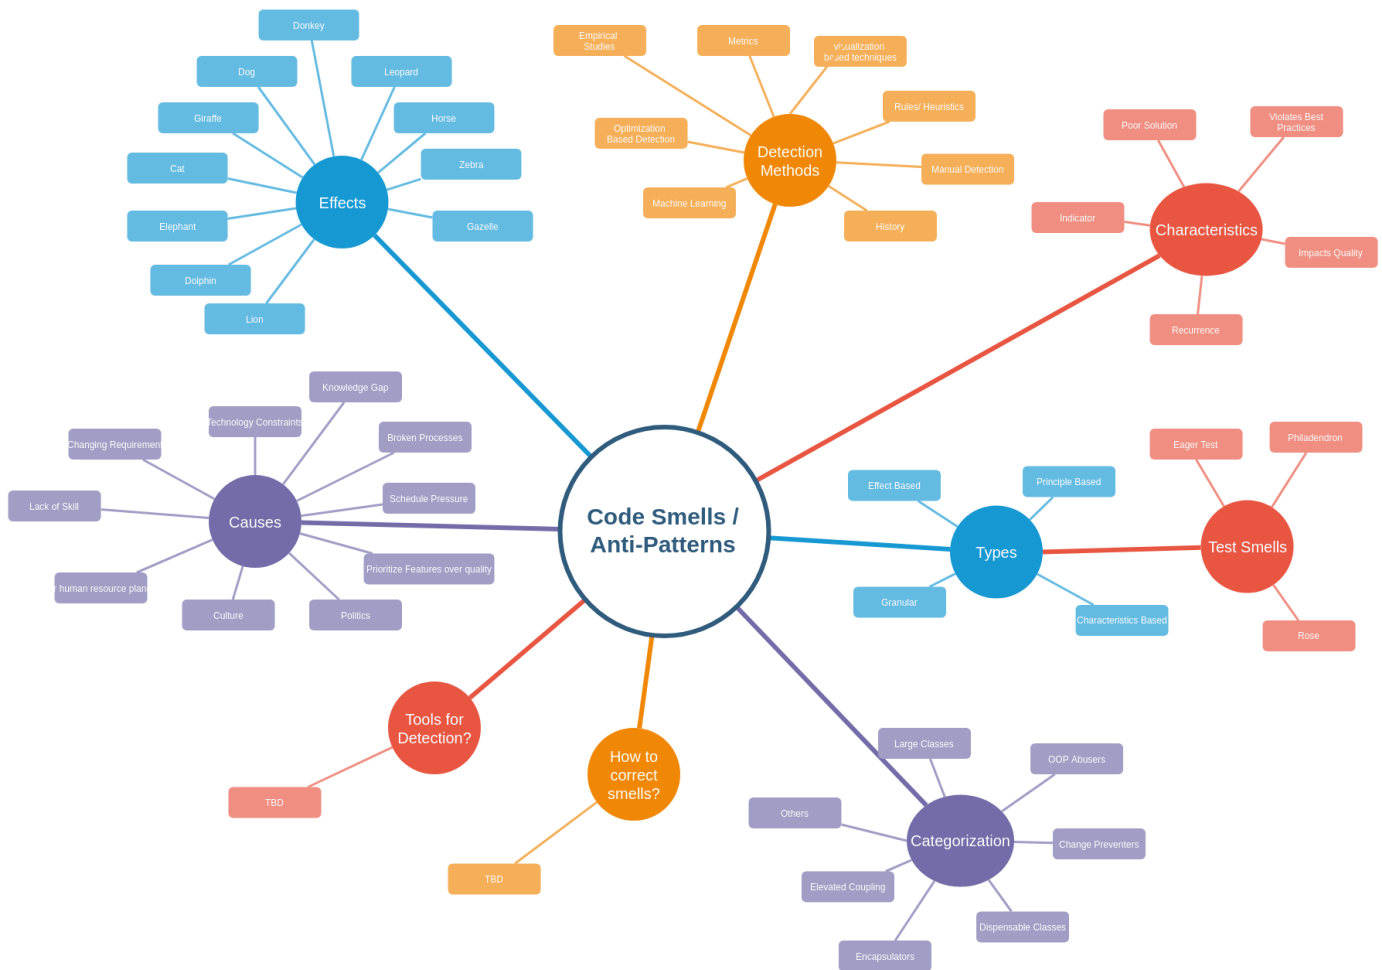 Donkey
Dog
Leopard
Giraffe
Horse
Cat
Zebra
Effects
Elephant
Gazelle
Dolphin
Lion
Empirical
Studies
Metrics
visualization
based techniques
Rules/ Heuristics
Optimization
Based Detection
Detection
Methods
Manual Detection
Machine Learning
History
Poor Solution
Violates Best
Practices
Indicator
Characteristics
Impacts Quality
Recurrence
Knowledge Gap
Technology Constraints
Changing Requirement
Broken Processes
Lack of Skill
Schedule Pressure
Causes
Prioritize Features over quality
human resource plan
Culture
Politics
Code Smells /
Anti-Patterns
Effect Based
Principle Based
Types
Granular
Characteristics Based
Eager Test
Philadendron
Test Smells
Rose
Tools for
Detection?
TBD
How to
correct
smells?
TBD
Large Classes
OOP Abusers
Others
Categorization
Change Preventers
Elevated Coupling
Dispensable Classes
Encapsulators